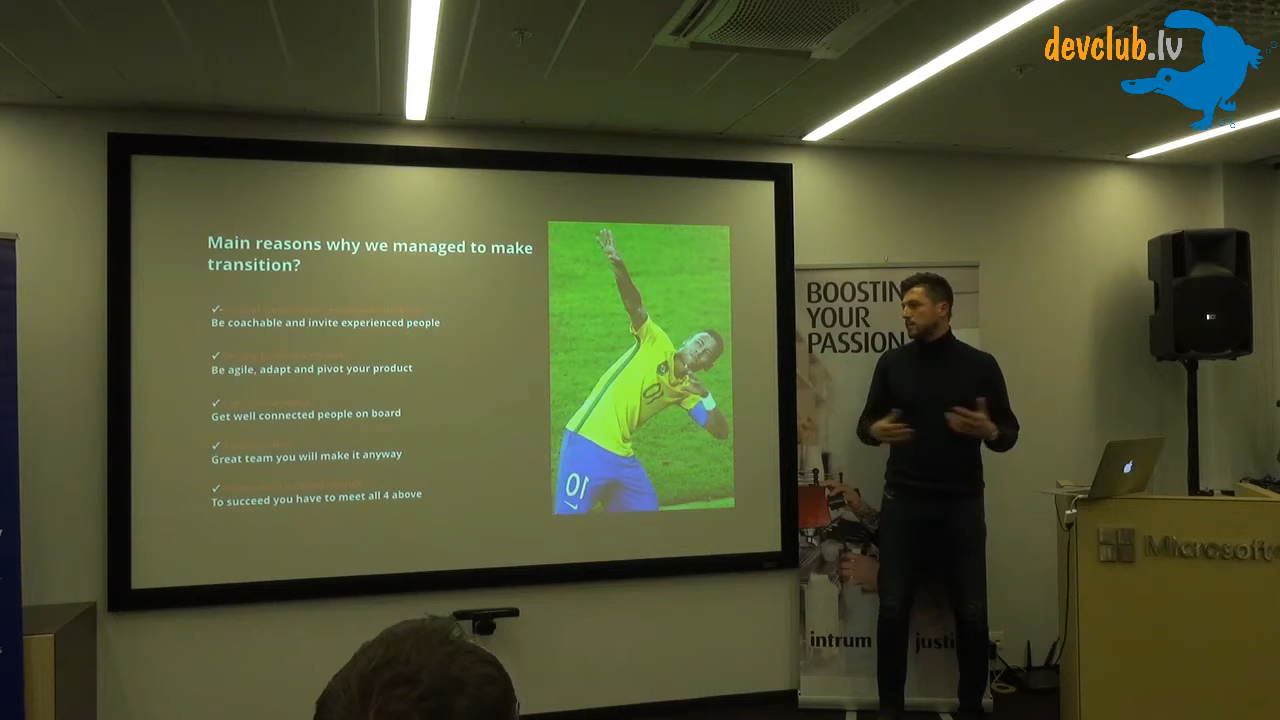 devclub.lv
Main reasons why we managed to make
transition?
Be coachable and invite experienced people
Be agile, adapt and pivot your product
Get well connected people on board
Great team you will make it anyway
To succeed you have to meet all 4 above
10
10
BOOSTIN
YOUR
PASSION
Microsoft
intrum justi